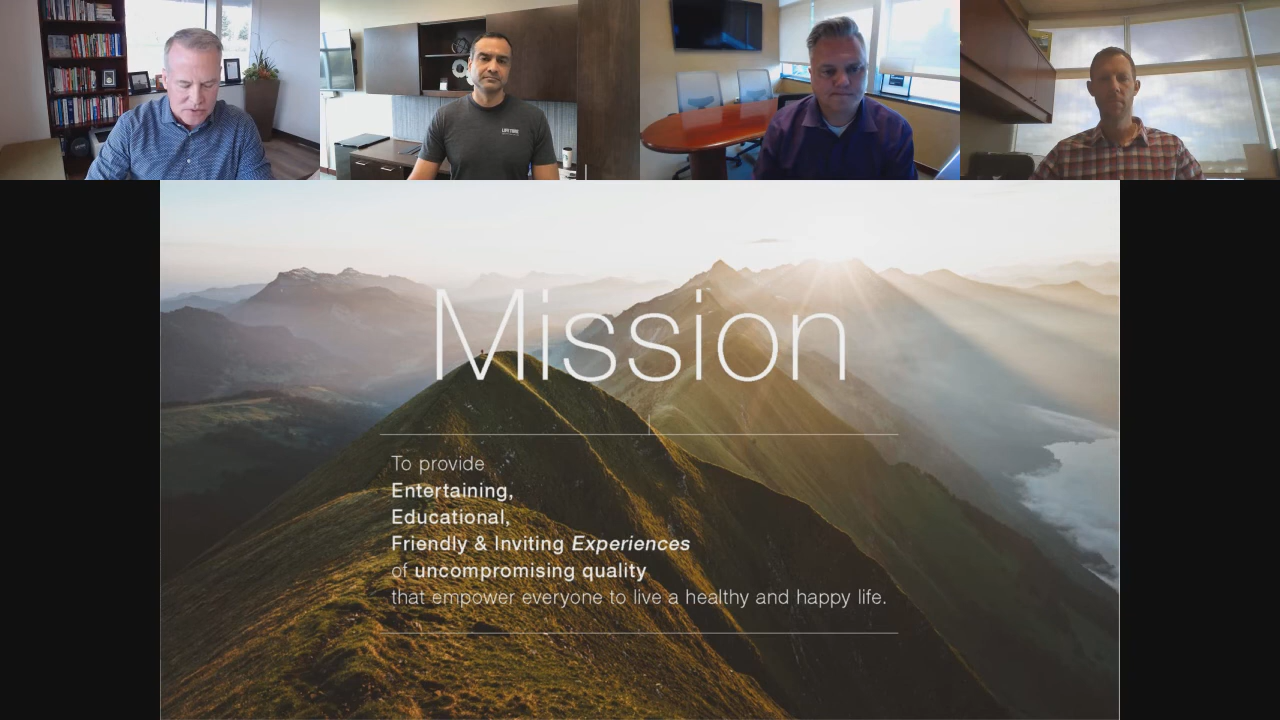 Mission
To provide
Entertaining,
Educational,
Friendly & Inviting Experiences
of uncompromising quality
that empower everyone to live a healthy and happy life.